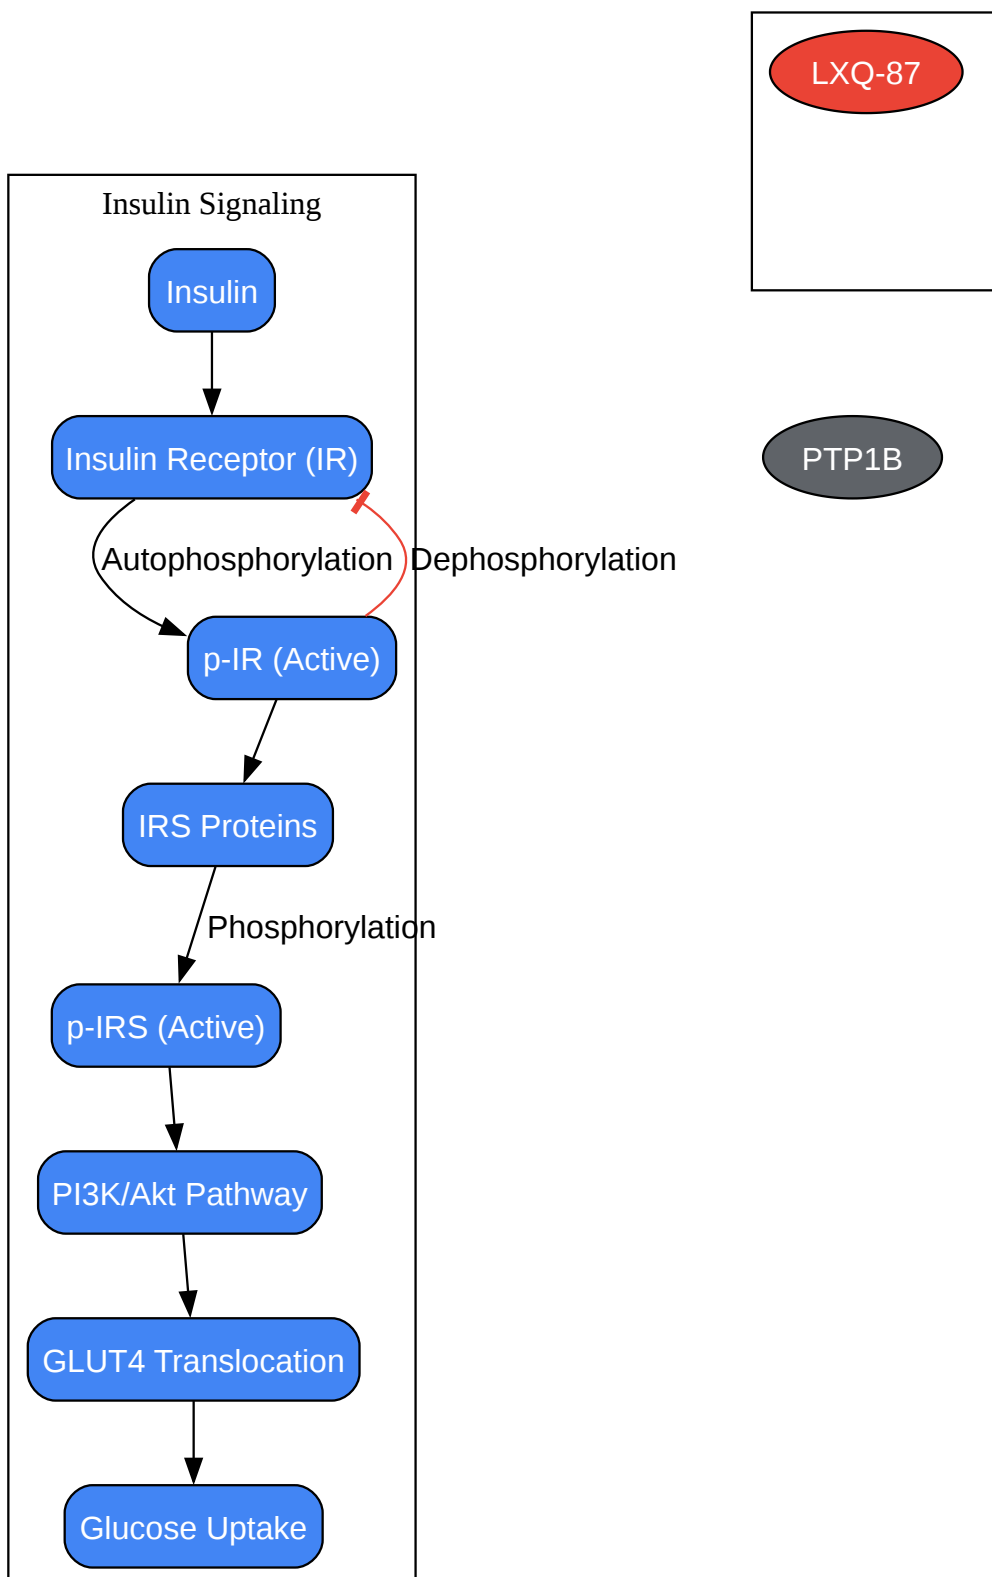 LXQ-87
Insulin Signaling
Insulin
Insulin Receptor (IR)
PTP1B
Autophosphorylation
Dephosphorylation
p-IR (Active)
IRS Proteins
Phosphorylation
p-IRS (Active)
PI3K/Akt Pathway
GLUT4 Translocation
Glucose Uptake